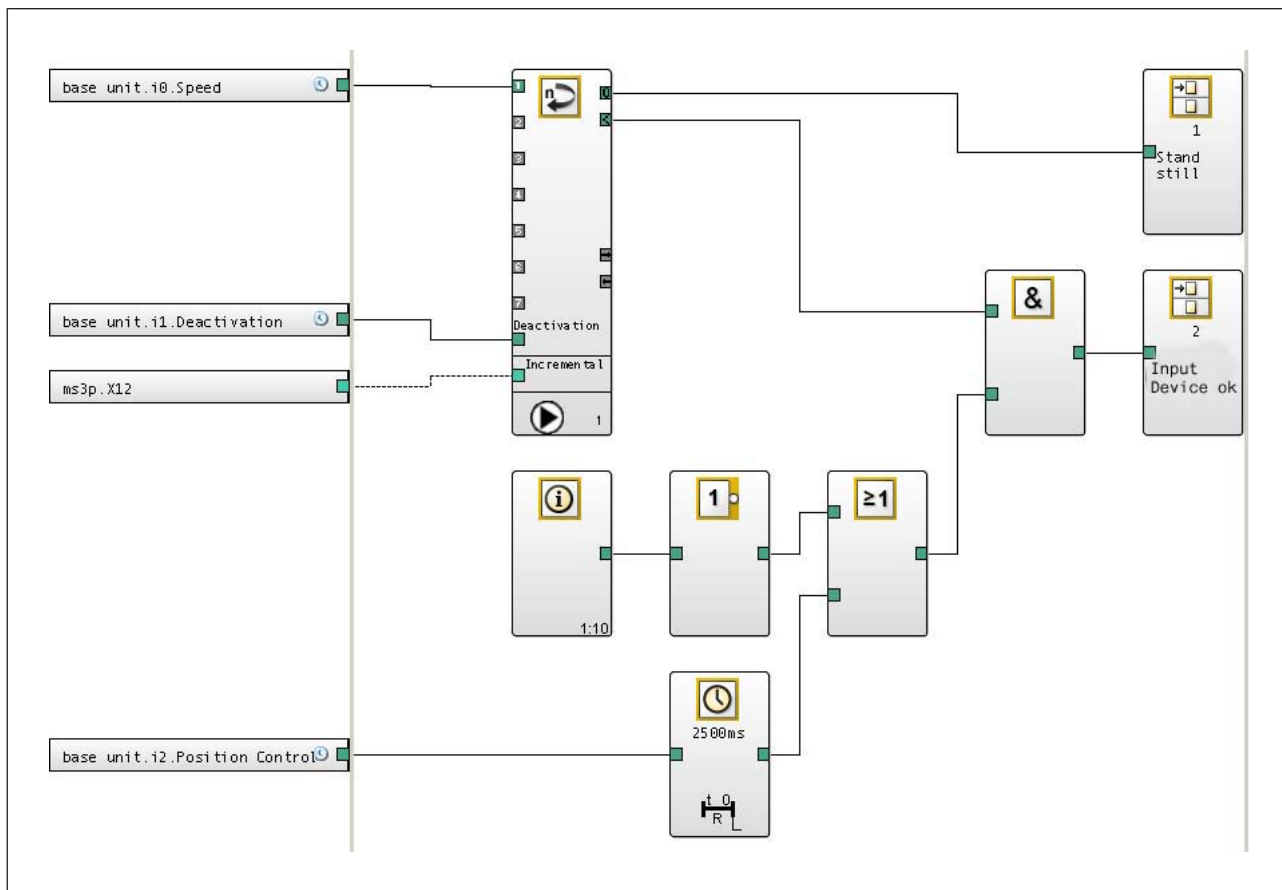 base unit.i0.Speed
1
n
0
<
2
3
4
5
6
7
Deactivation
Incremental
1
1
Stand
still
base unit.i1.Deactivation
ms3p.X12
&
2
Input
Device ok
i
1:10
1
≥1
2500ms
t 0
R
base unit.i2.Position Control